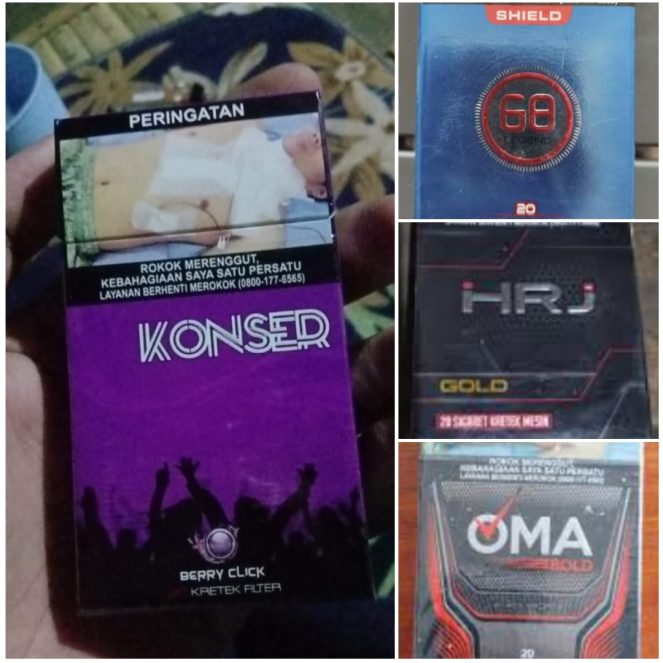 PERINGATAN
ROKOK MERENGGUT,
KEBAHAGIAAN SAYA SATU PERSATU
LAYANAN BERHENTI MEROKOK (0800-177-6565)
KONSER
BERRY CLICK
KRETEK FILTER
SHIELD
68
LEGEND
20
HRJ
GOLD
20 SIGARET KRETEK MESIN
ROKOK MERENGGUT,
KEBAHAGIAAN SAYA SATU PERSATU
LAYANAN BERHENTI MEROKOK (0800-177-6565)
OMA
BOLD
20